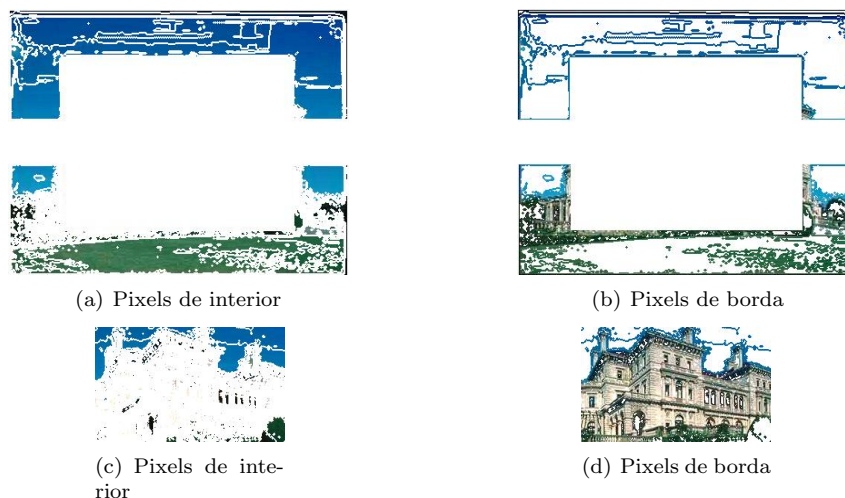 (a) Pixels de interior
(b) Pixels de borda
(c) Pixels de inte-
rior
(d) Pixels de borda